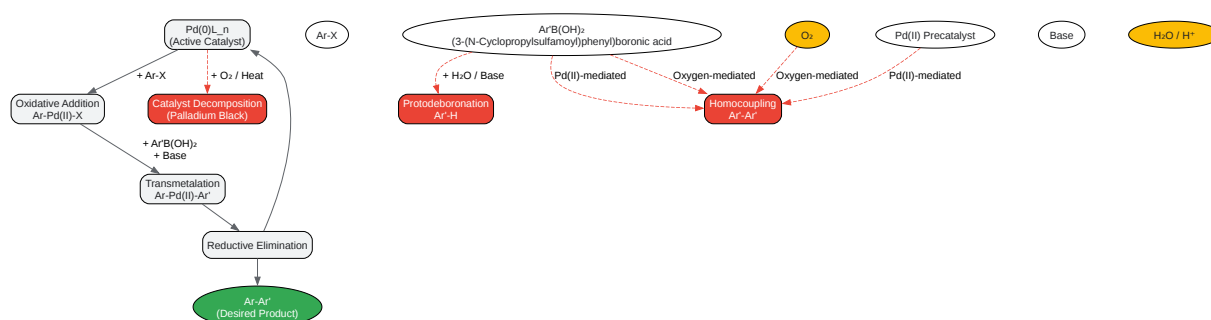 Pd(0)L_n
(Active Catalyst)
Ar-X
Ar'B(OH)₂
(3-(N-Cyclopropylsulfamoyl)phenyl)boronic acid
O₂
Pd(II) Precatalyst
Base
H₂O / H⁺
+ Ar-X
+ O₂ / Heat
+ H₂O / Base
Pd(II)-mediated
Oxygen-mediated
Oxygen-mediated
Pd(II)-mediated
Oxidative Addition
Ar-Pd(II)-X
Catalyst Decomposition
(Palladium Black)
Protodeboronation
Ar'-H
Homocoupling
Ar'-Ar'
+ Ar'B(OH)₂
+ Base
Transmetalation
Ar-Pd(II)-Ar'
Reductive Elimination
Ar-Ar'
(Desired Product)